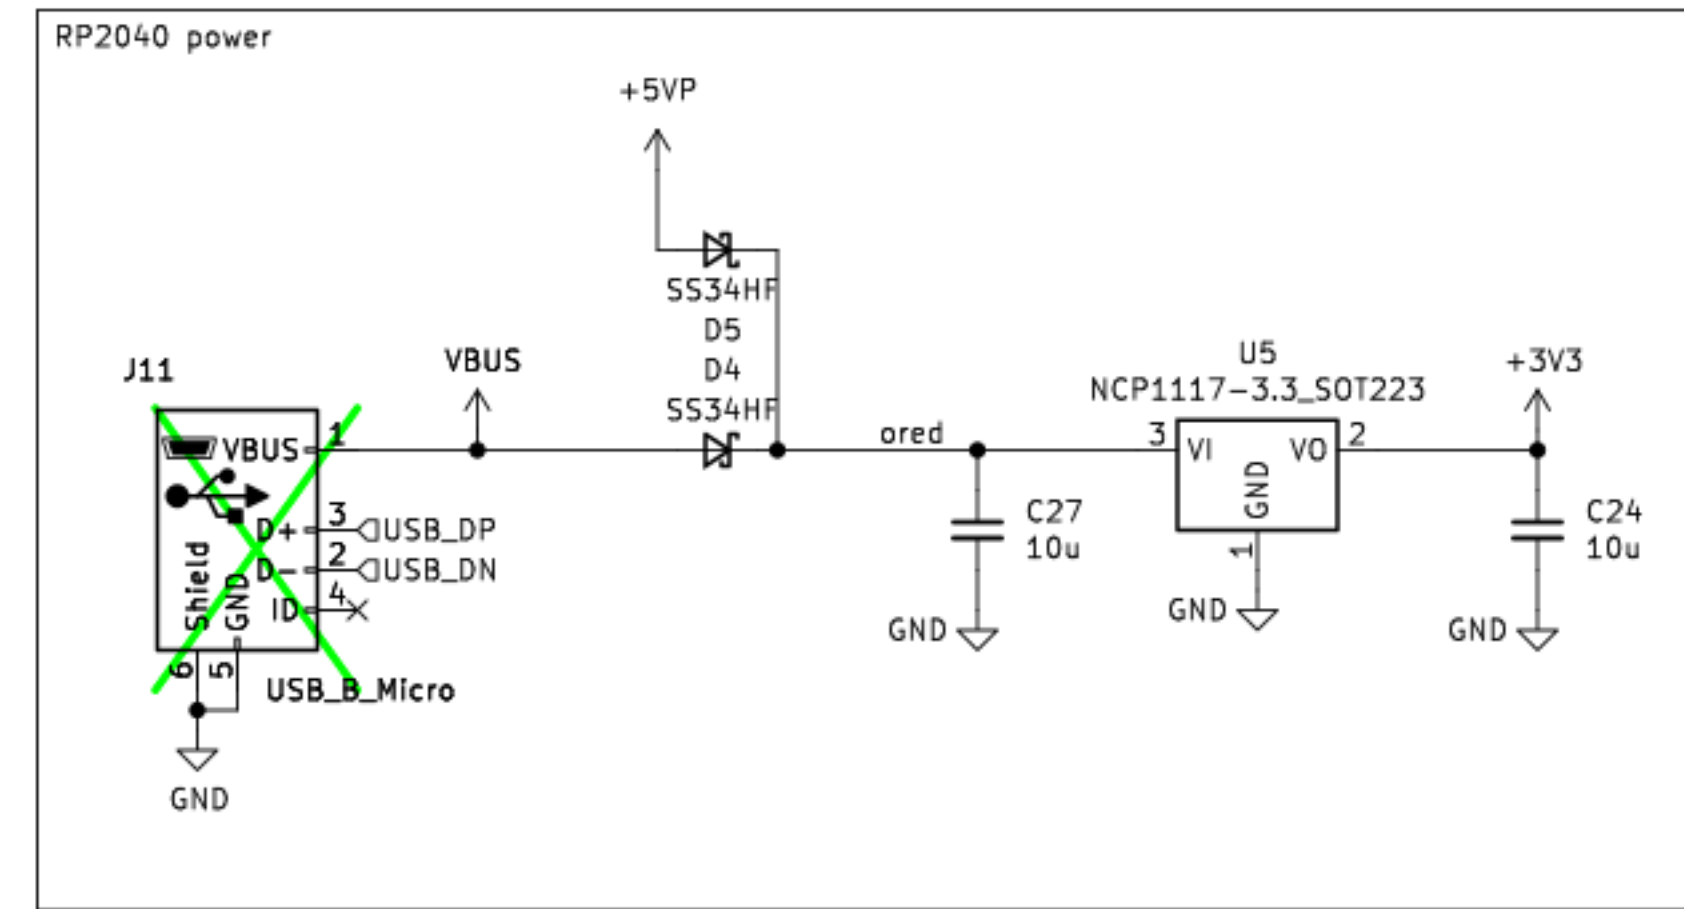 RP2040 power
+5VP
SS34HF
D5
D4
SS34HF
J11
VBUS
VBUS
1
D+
3
USB_DP
D-
2
USB_DN
ID
4
Shield
GND
6
5
USB_B_Micro
GND
ored
C27
10u
GND
U5
NCP1117-3.3_SOT223
3
VI
VO
2
GND
1
GND
+3V3
C24
10u
GND